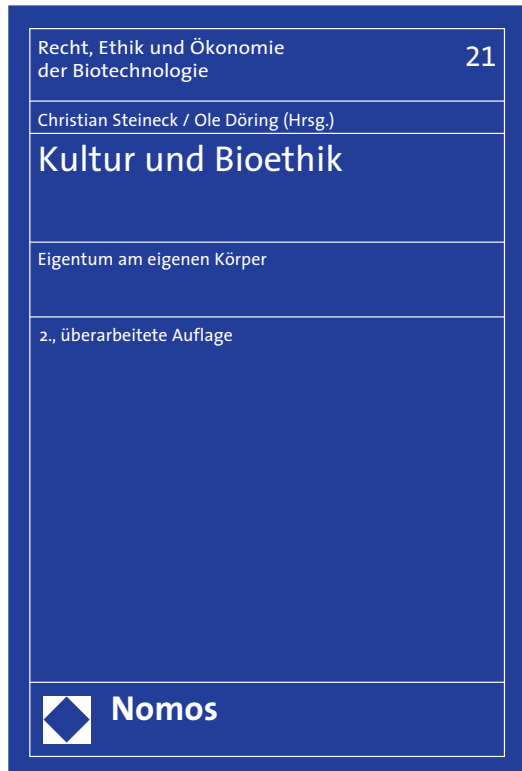 Recht, Ethik und Ökonomie
der Biotechnologie
21
Christian Steineck / Ole Döring (Hrsg.)
Kultur und Bioethik
Eigentum am eigenen Körper
2., überarbeitete Auflage
Nomos